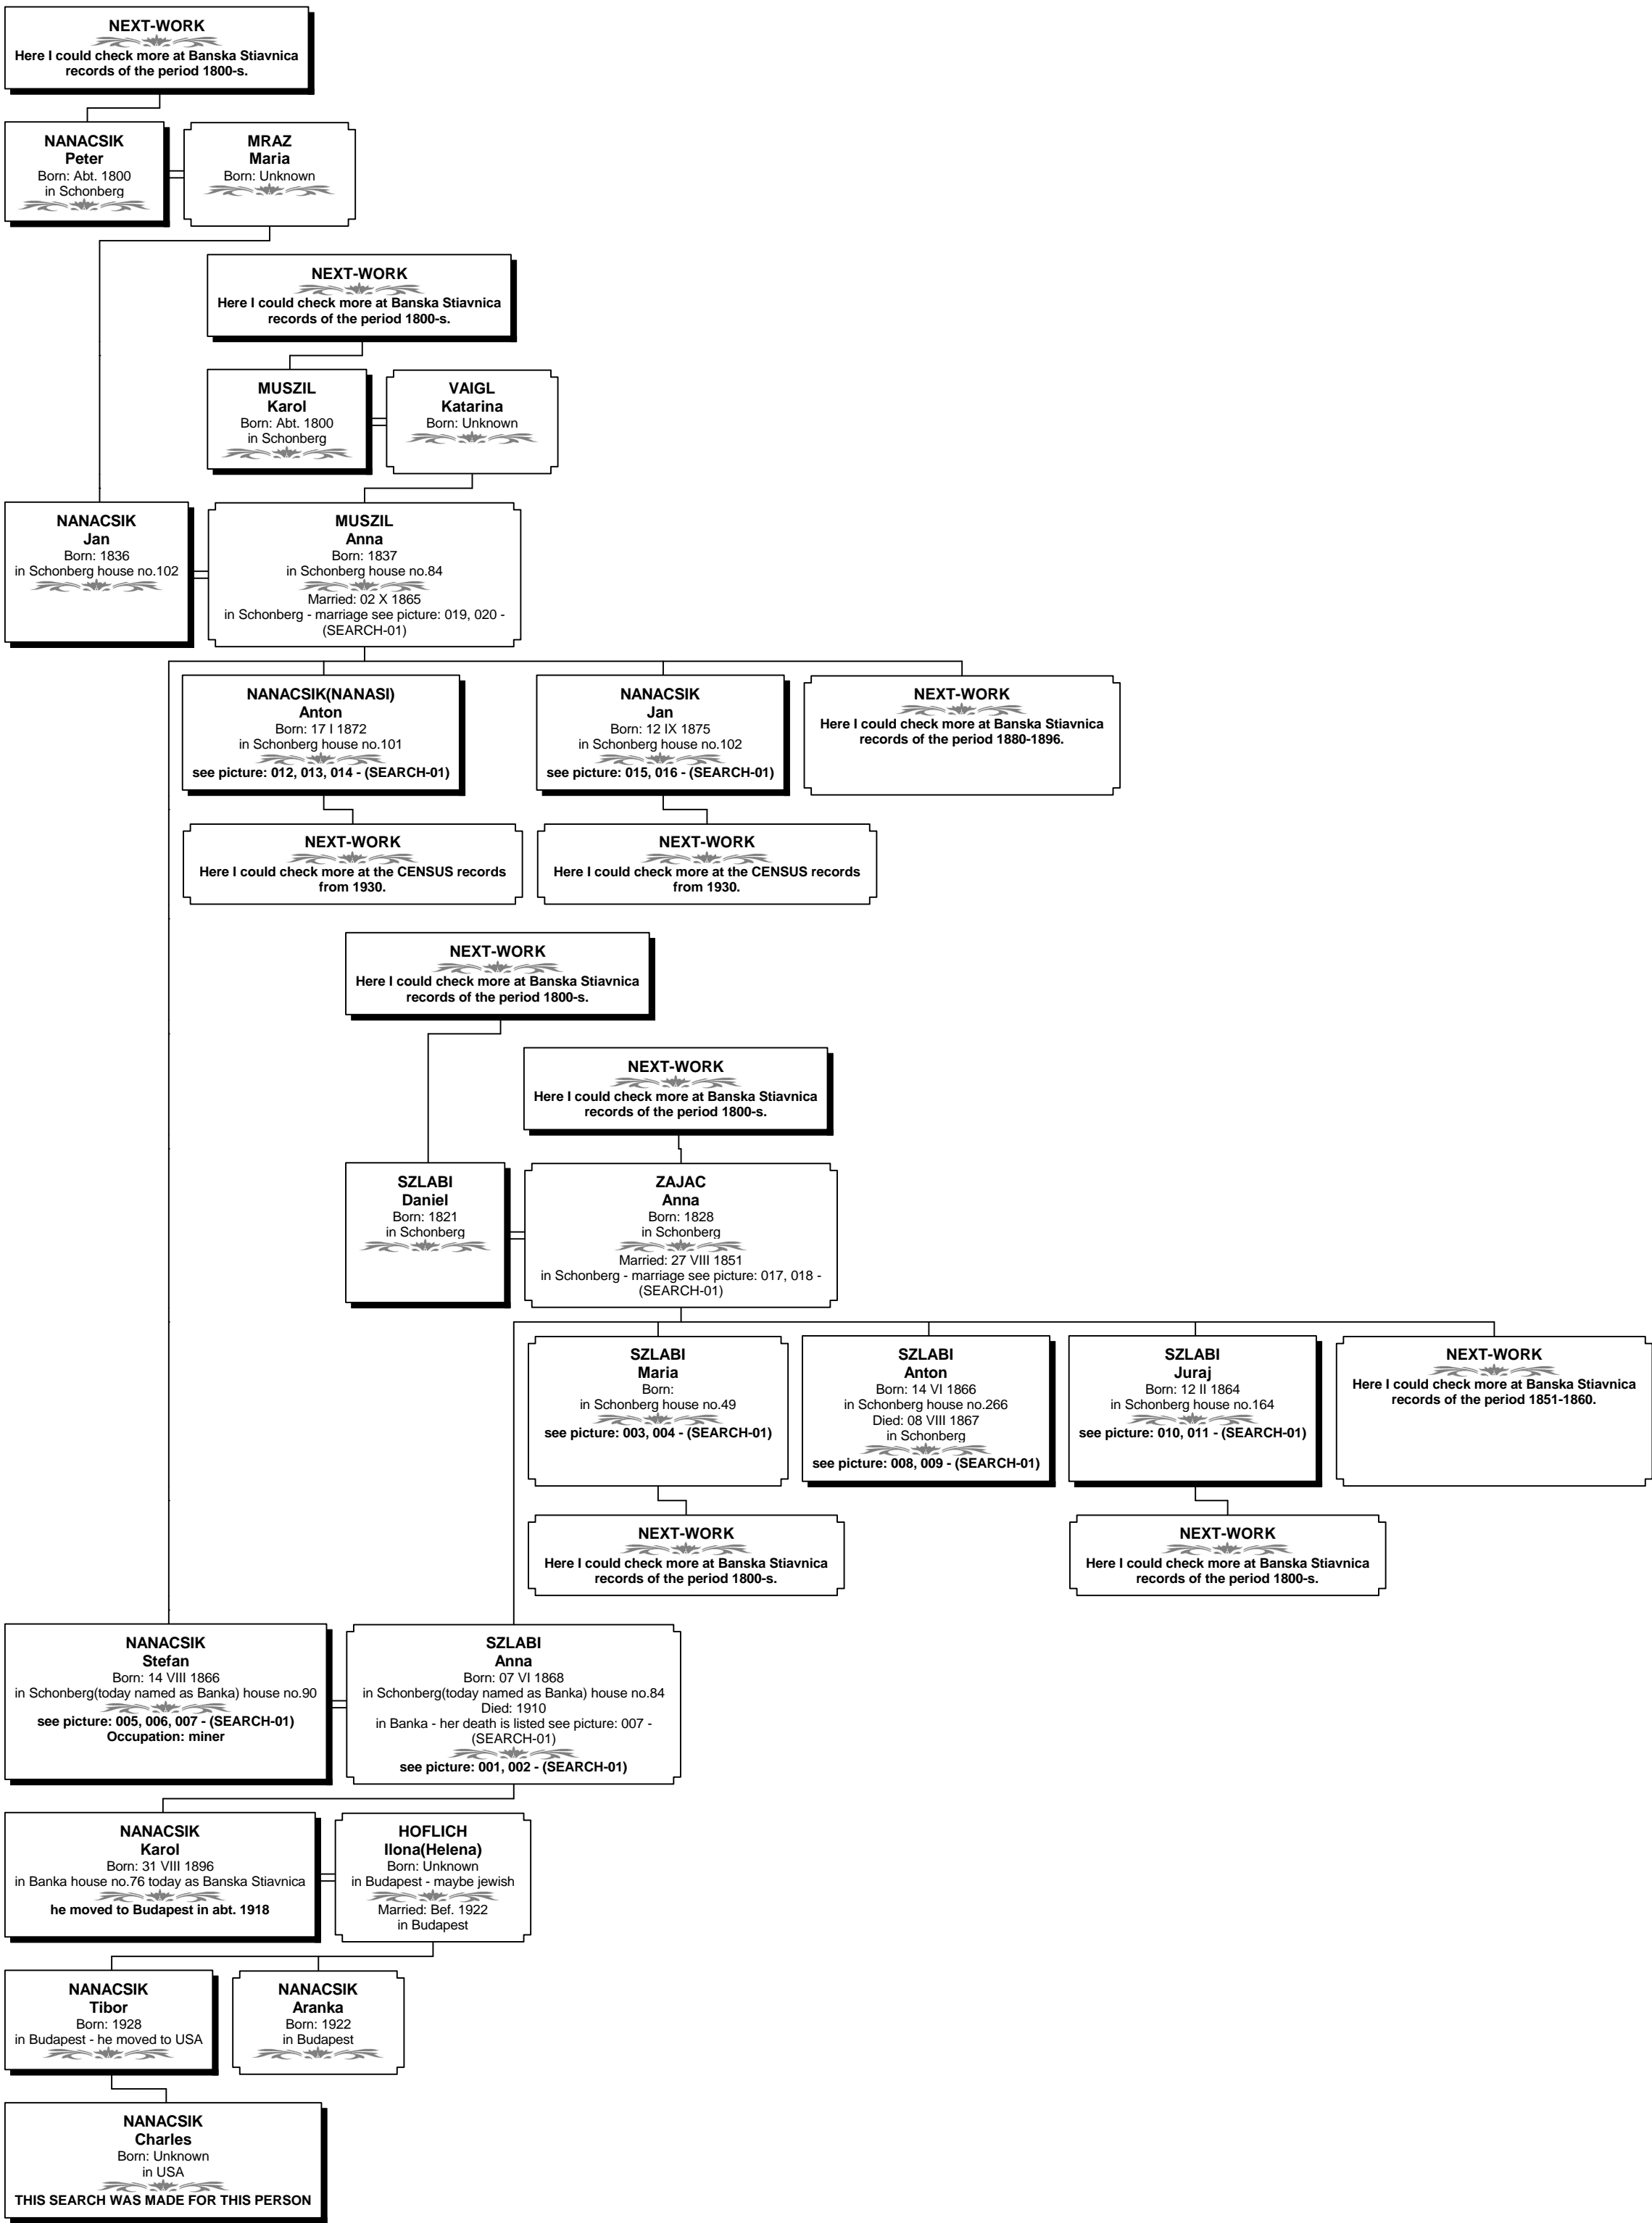 NEXT-WORK
Here I could check more at Banska Stiavnica
records of the period 1800-s.
NANACSIK
Peter
Born: Abt. 1800
in Schonberg
MRAZ
Maria
Born: Unknown
NEXT-WORK
Here I could check more at Banska Stiavnica
records of the period 1800-s.
MUSZIL
Karol
Born: Abt. 1800
in Schonberg
VAIGL
Katarina
Born: Unknown
NANACSIK
Jan
Born: 1836
in Schonberg house no.102
MUSZIL
Anna
Born: 1837
in Schonberg house no.84
Married: 02 X 1865
in Schonberg - marriage see picture: 019, 020 -
(SEARCH-01)
NANACSIK(NANASI)
Anton
Born: 17 I 1872
in Schonberg house no.101
see picture: 012, 013, 014 - (SEARCH-01)
NANACSIK
Jan
Born: 12 IX 1875
in Schonberg house no.102
see picture: 015, 016 - (SEARCH-01)
NEXT-WORK
Here I could check more at Banska Stiavnica
records of the period 1880-1896.
NEXT-WORK
Here I could check more at the CENSUS records
from 1930.
NEXT-WORK
Here I could check more at the CENSUS records
from 1930.
NEXT-WORK
Here I could check more at Banska Stiavnica
records of the period 1800-s.
NEXT-WORK
Here I could check more at Banska Stiavnica
records of the period 1800-s.
SZLABI
Daniel
Born: 1821
in Schonberg
ZAJAC
Anna
Born: 1828
in Schonberg
Married: 27 VIII 1851
in Schonberg - marriage see picture: 017, 018 -
(SEARCH-01)
SZLABI
Maria
Born:
in Schonberg house no.49
see picture: 003, 004 - (SEARCH-01)
SZLABI
Anton
Born: 14 VI 1866
in Schonberg house no.266
Died: 08 VIII 1867
in Schonberg
see picture: 008, 009 - (SEARCH-01)
SZLABI
Juraj
Born: 12 II 1864
in Schonberg house no.164
see picture: 010, 011 - (SEARCH-01)
NEXT-WORK
Here I could check more at Banska Stiavnica
records of the period 1851-1860.
NEXT-WORK
Here I could check more at Banska Stiavnica
records of the period 1800-s.
NEXT-WORK
Here I could check more at Banska Stiavnica
records of the period 1800-s.
NANACSIK
Stefan
Born: 14 VIII 1866
in Schonberg(today named as Banka) house no.90
see picture: 005, 006, 007 - (SEARCH-01)
Occupation: miner
SZLABI
Anna
Born: 07 VI 1868
in Schonberg(today named as Banka) house no.84
Died: 1910
in Banka - her death is listed see picture: 007 -
(SEARCH-01)
see picture: 001, 002 - (SEARCH-01)
NANACSIK
Karol
Born: 31 VIII 1896
in Banka house no.76 today as Banska Stiavnica
he moved to Budapest in abt. 1918
HOFLICH
Ilona(Helena)
Born: Unknown
in Budapest - maybe jewish
Married: Bef. 1922
in Budapest
NANACSIK
Tibor
Born: 1928
in Budapest - he moved to USA
NANACSIK
Aranka
Born: 1922
in Budapest
NANACSIK
Charles
Born: Unknown
in USA
THIS SEARCH WAS MADE FOR THIS PERSON